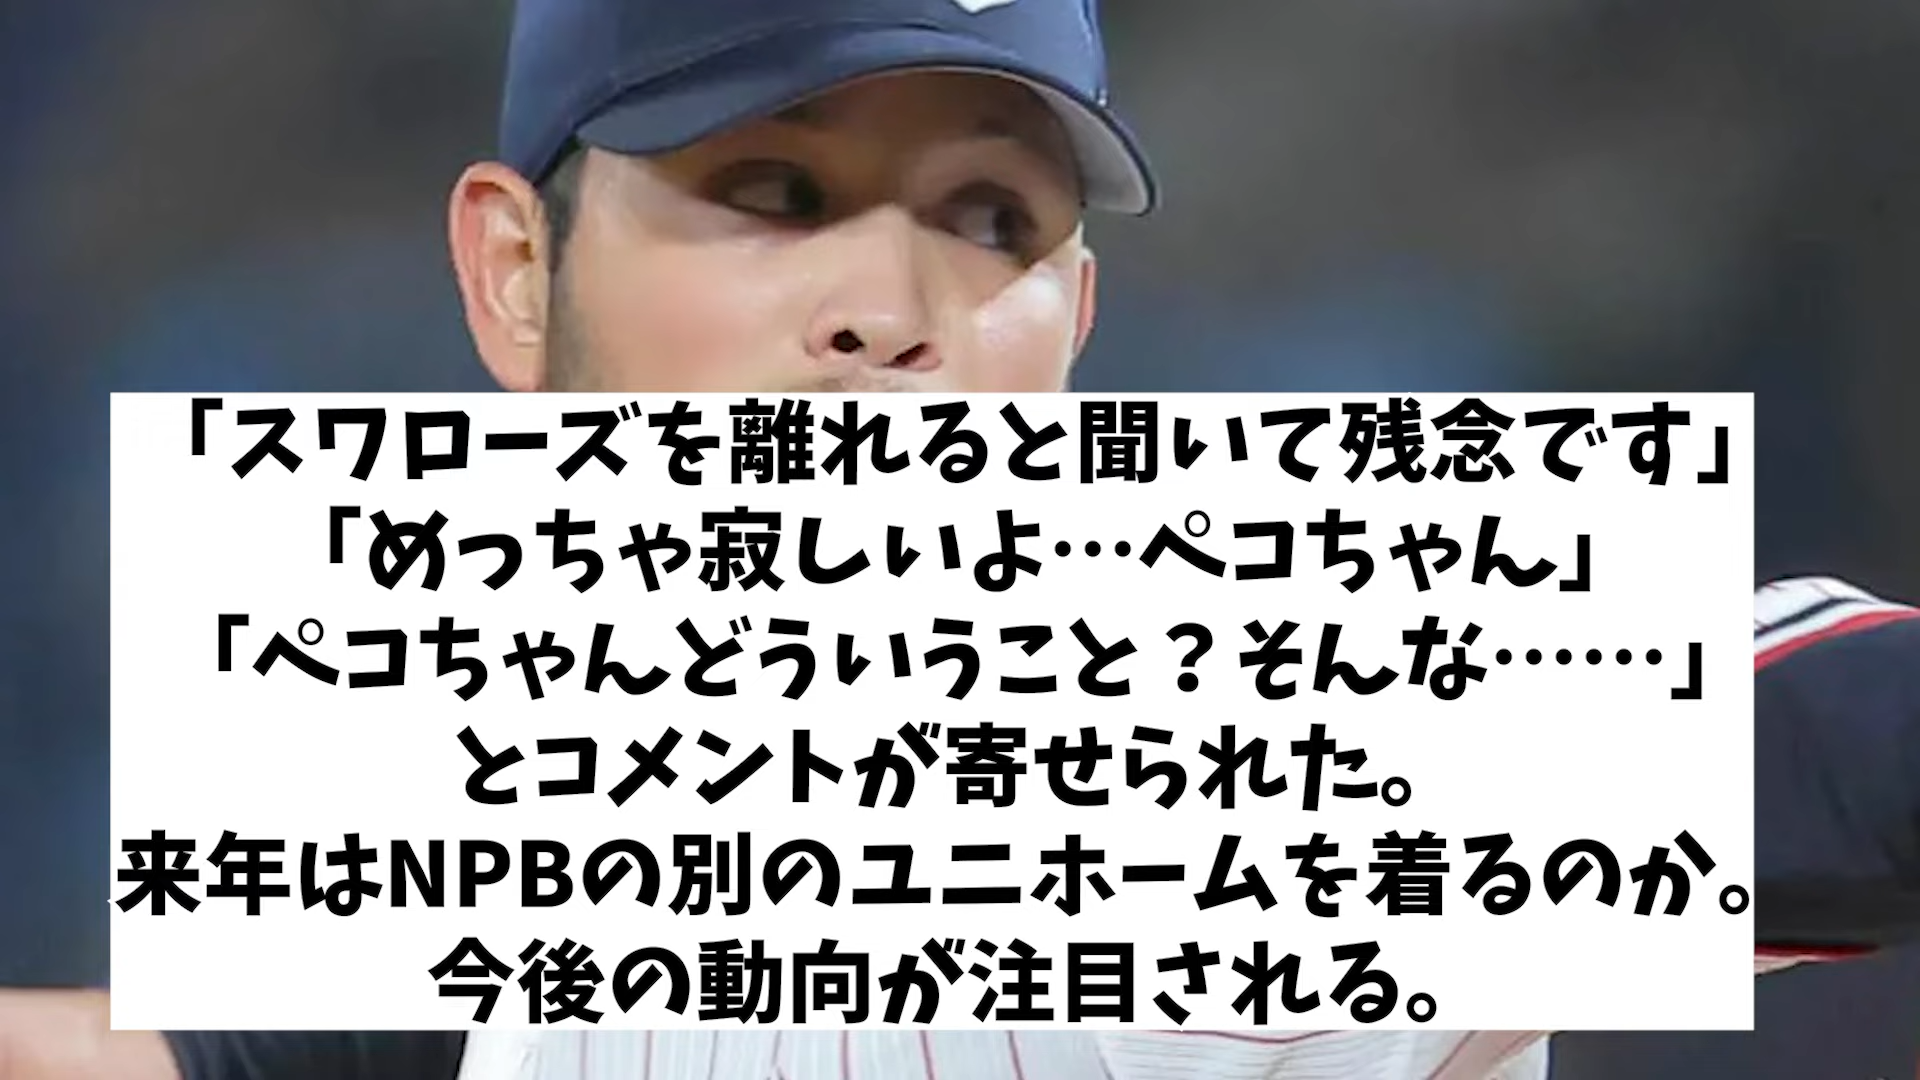 「スワローズを離れると聞いて残念です」
「めっちゃ寂しいよ…ペコちゃん」
「ペコちゃんどういうこと？そんな……」
とコメントが寄せられた。
来年はNPBの別のユニホームを着るのか。
今後の動向が注目される。